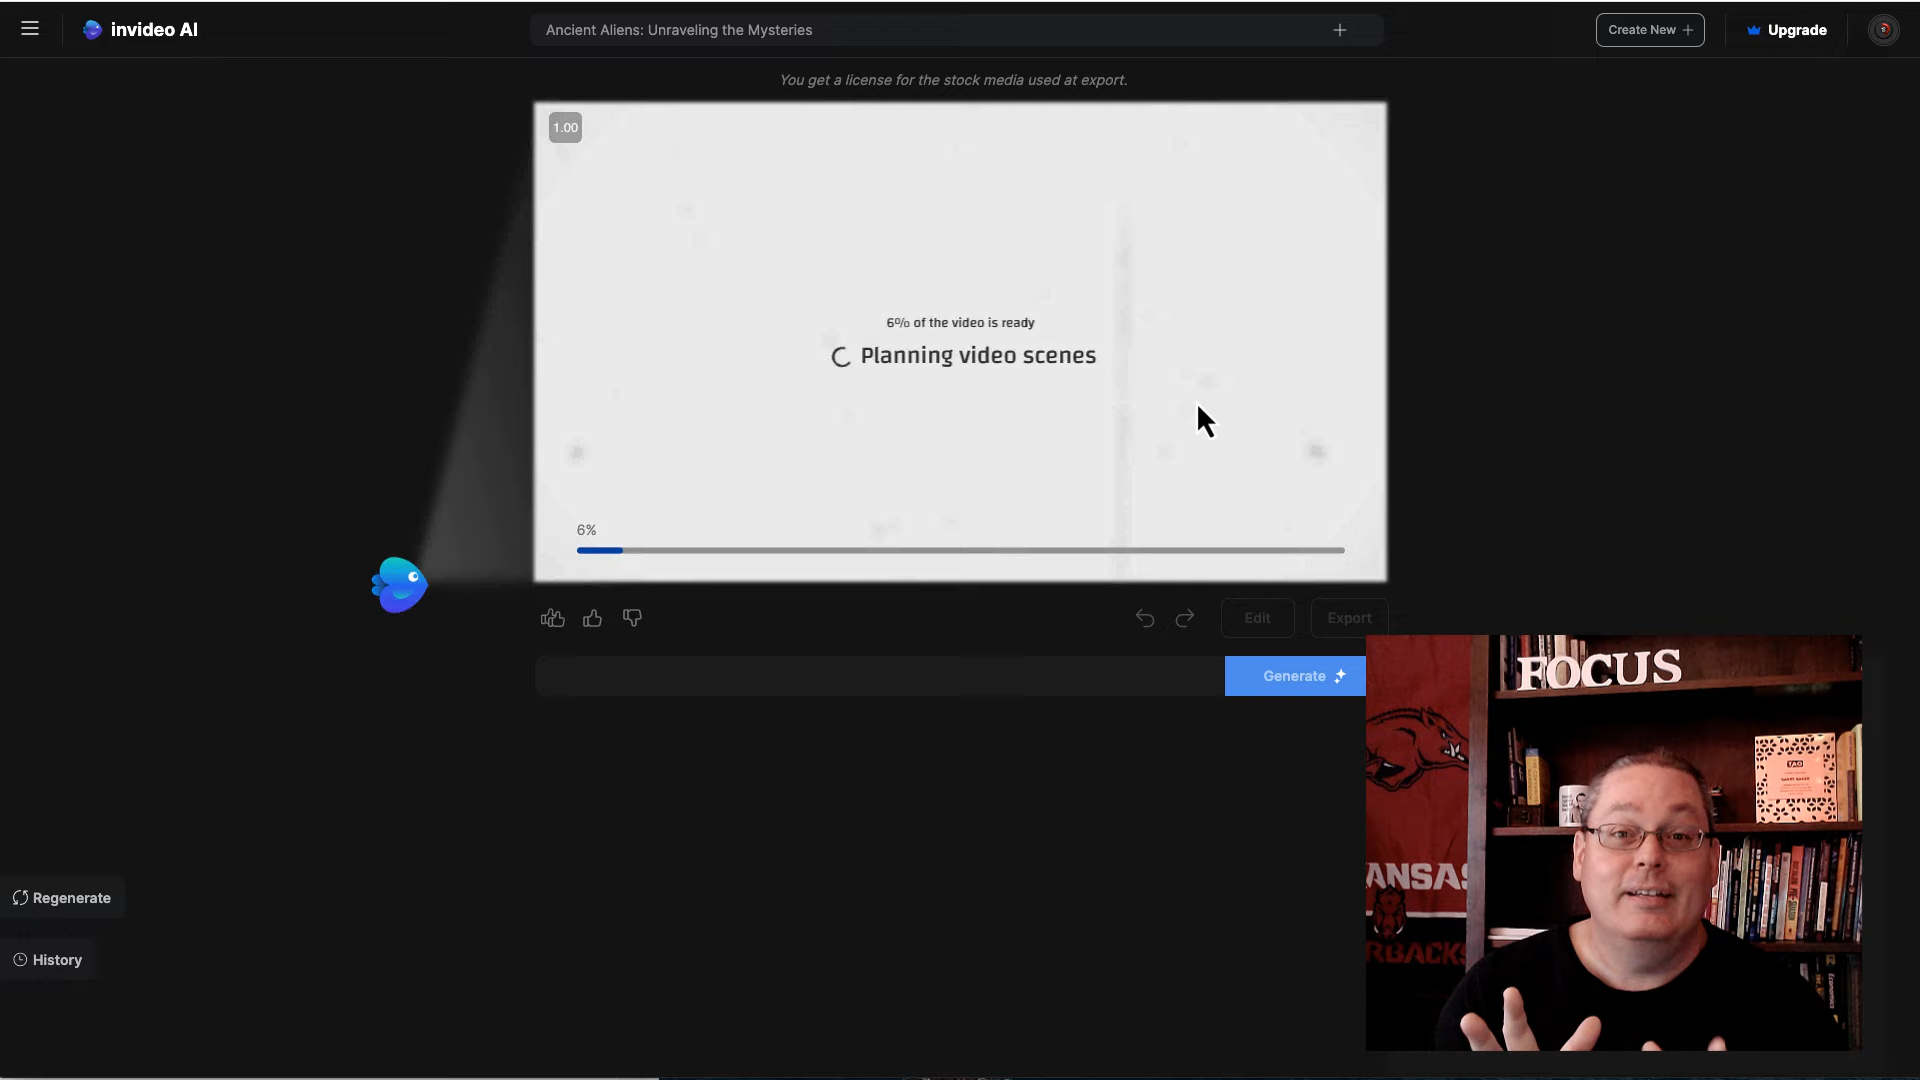 invideo AI
Ancient Aliens: Unraveling the Mysteries
Create New
Upgrade
You get a license for the stock media used at export.
1.00
6% of the video is ready
Planning video scenes
6%
Edit
Export
Generate
FOCUS
TAO
ANSAS
RBACKS
Regenerate
History